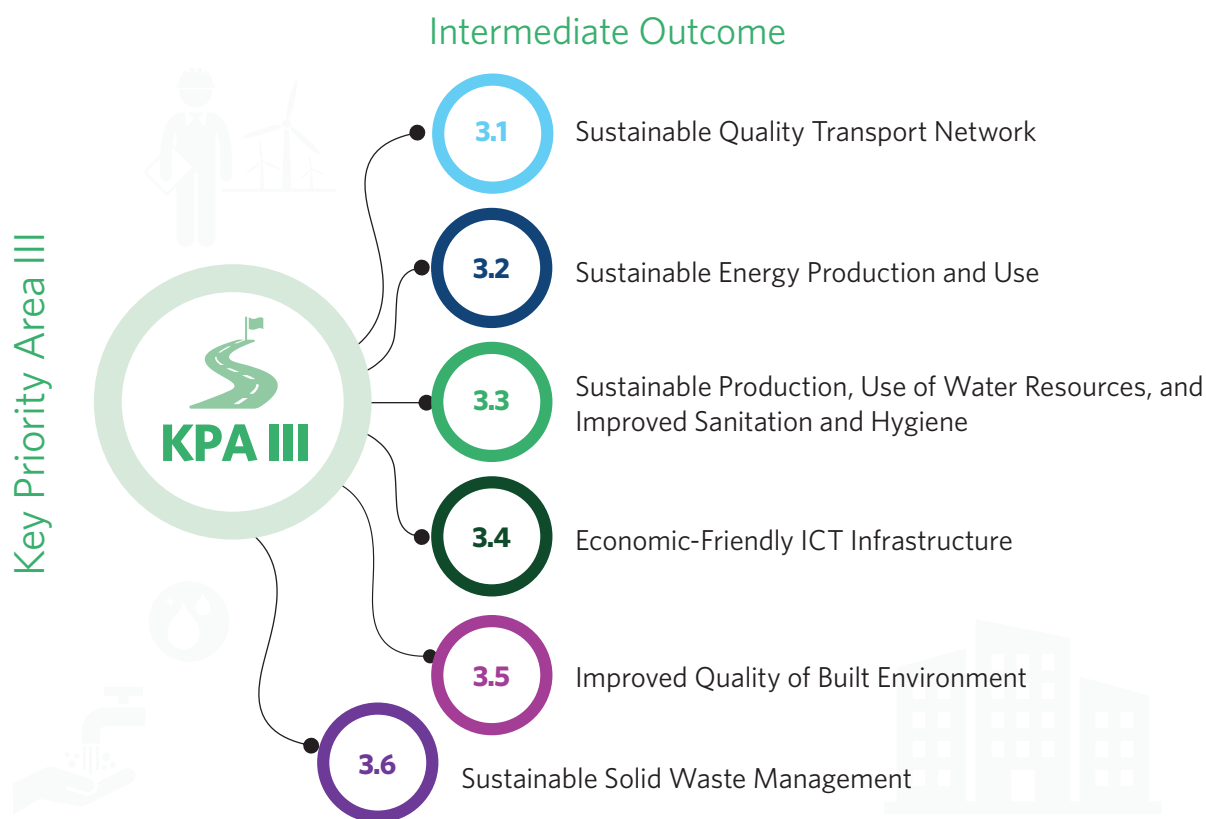 Intermediate Outcome
Key Priority Area III
KPA III
3.1
Sustainable Quality Transport Network
3.2
Sustainable Energy Production and Use
3.3
Sustainable Production, Use of Water Resources, and
Improved Sanitation and Hygiene
3.4
Economic-Friendly ICT Infrastructure
3.5
Improved Quality of Built Environment
3.6
Sustainable Solid Waste Management